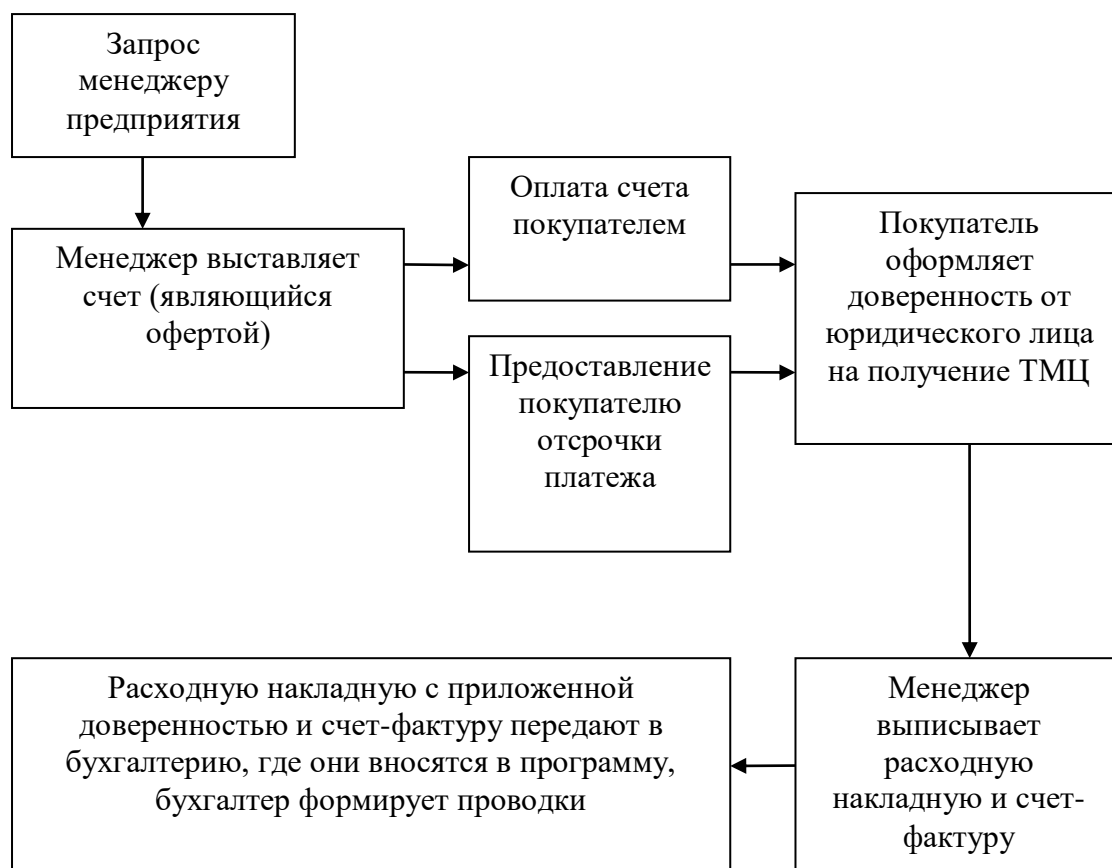 Запрос
менеджеру
предприятия
Менеджер выставляет
счет (являющийся
офертой)
Оплата счета
покупателем
Предоставление
покупателю
отсрочки
платежа
Покупатель
оформляет
доверенность от
юридического лица
на получение ТМЦ
Менеджер
выписывает
расходную
накладную и счет-
фактуру
Расходную накладную с приложенной
доверенностью и счет-фактуру передают в
бухгалтерию, где они вносятся в программу,
бухгалтер формирует проводки